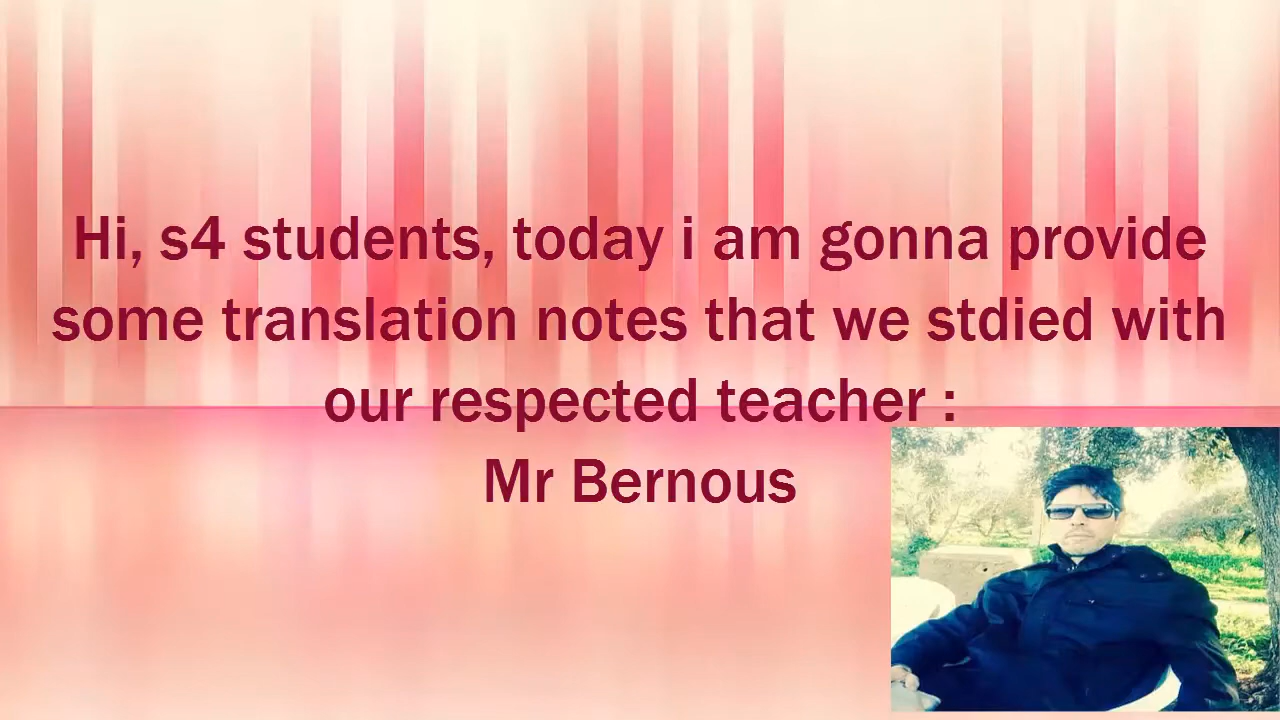 Hi, s4 students, today i am gonna provide
some translation notes that we stdied with
our respected teacher :
Mr Bernous